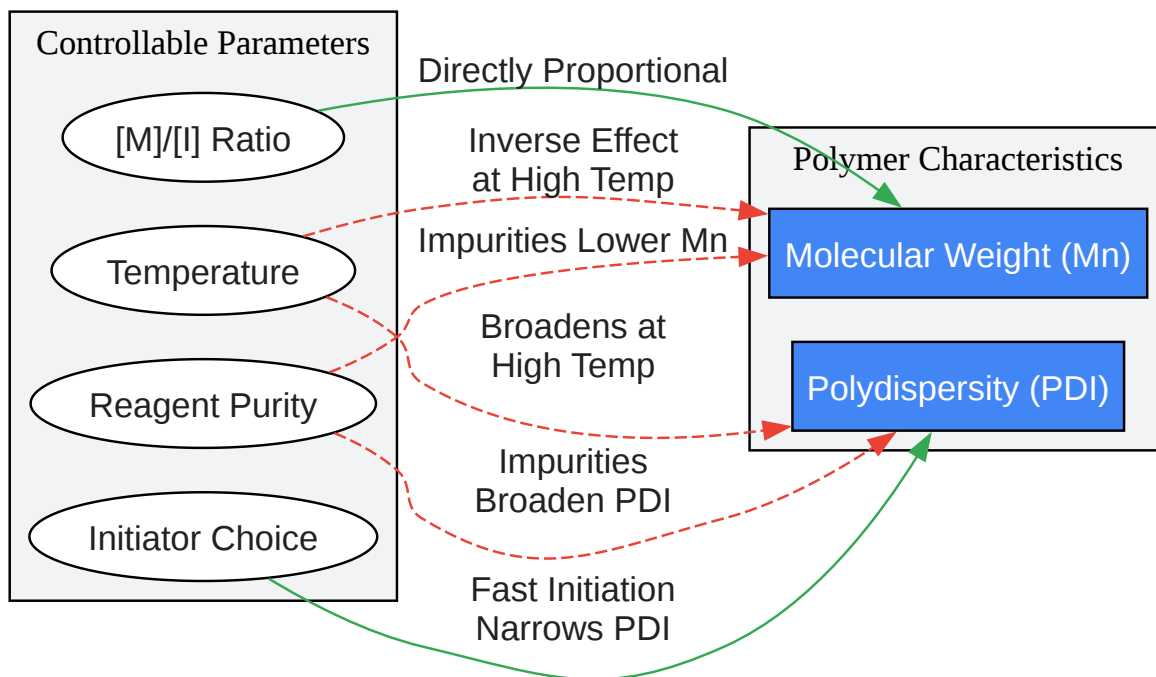 Controllable Parameters
[M]/[I] Ratio
Temperature
Reagent Purity
Initiator Choice
Directly Proportional
Inverse Effect
at High Temp
Impurities Lower Mn
Broadens at
High Temp
Impurities
Broaden PDI
Fast Initiation
Narrows PDI
Polymer Characteristics
Molecular Weight (Mn)
Polydispersity (PDI)